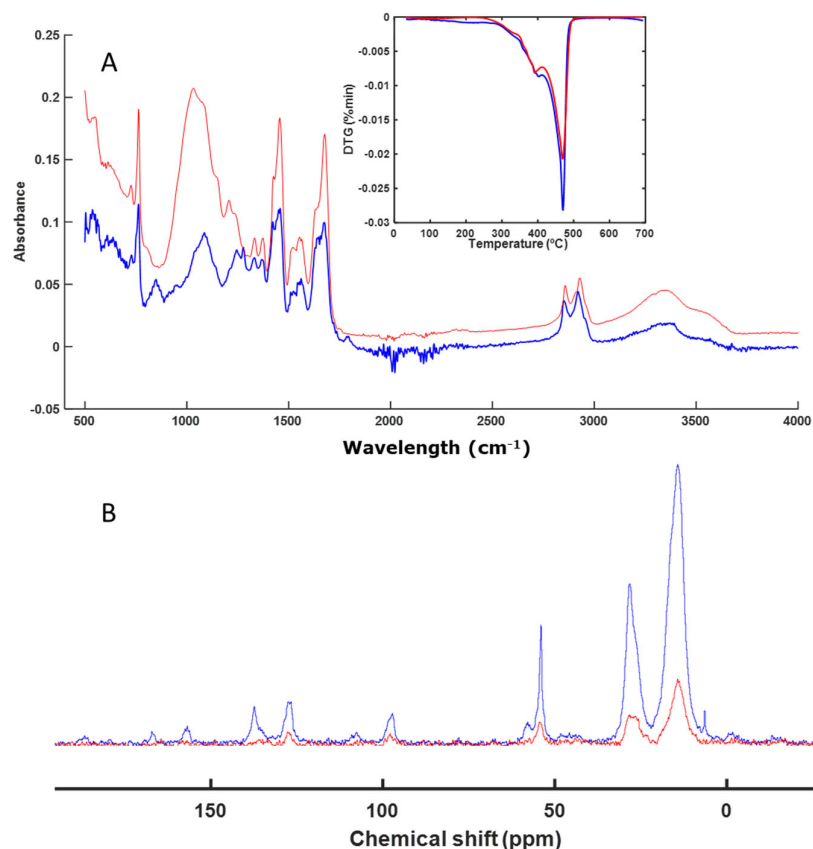 A
0.25
0.2
0.15
0.1
0.05
0
-0.05
Absorbance
500 1000 1500 2000 2500 3000 3500 4000
Wavelength (cm⁻¹)
0
-0.005
-0.01
-0.015
-0.02
-0.025
-0.03
DTG (%min)
0 100 200 300 400 500 600 700
Temperature (°C)
B
150 100 50 0
Chemical shift (ppm)